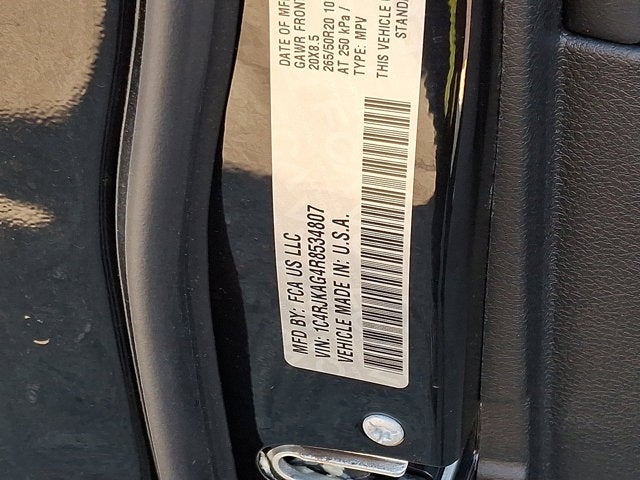 MFD BY: FCA US LLC
VIN: 1C4RJKAG4R8534807
VEHICLE MADE IN: U.S.A.
DATE OF MF
GAWR FRONT
20X8.5
265/50R20 10
AT 250 kPa /
TYPE: MPV
THIS VEHICLE
STANDA